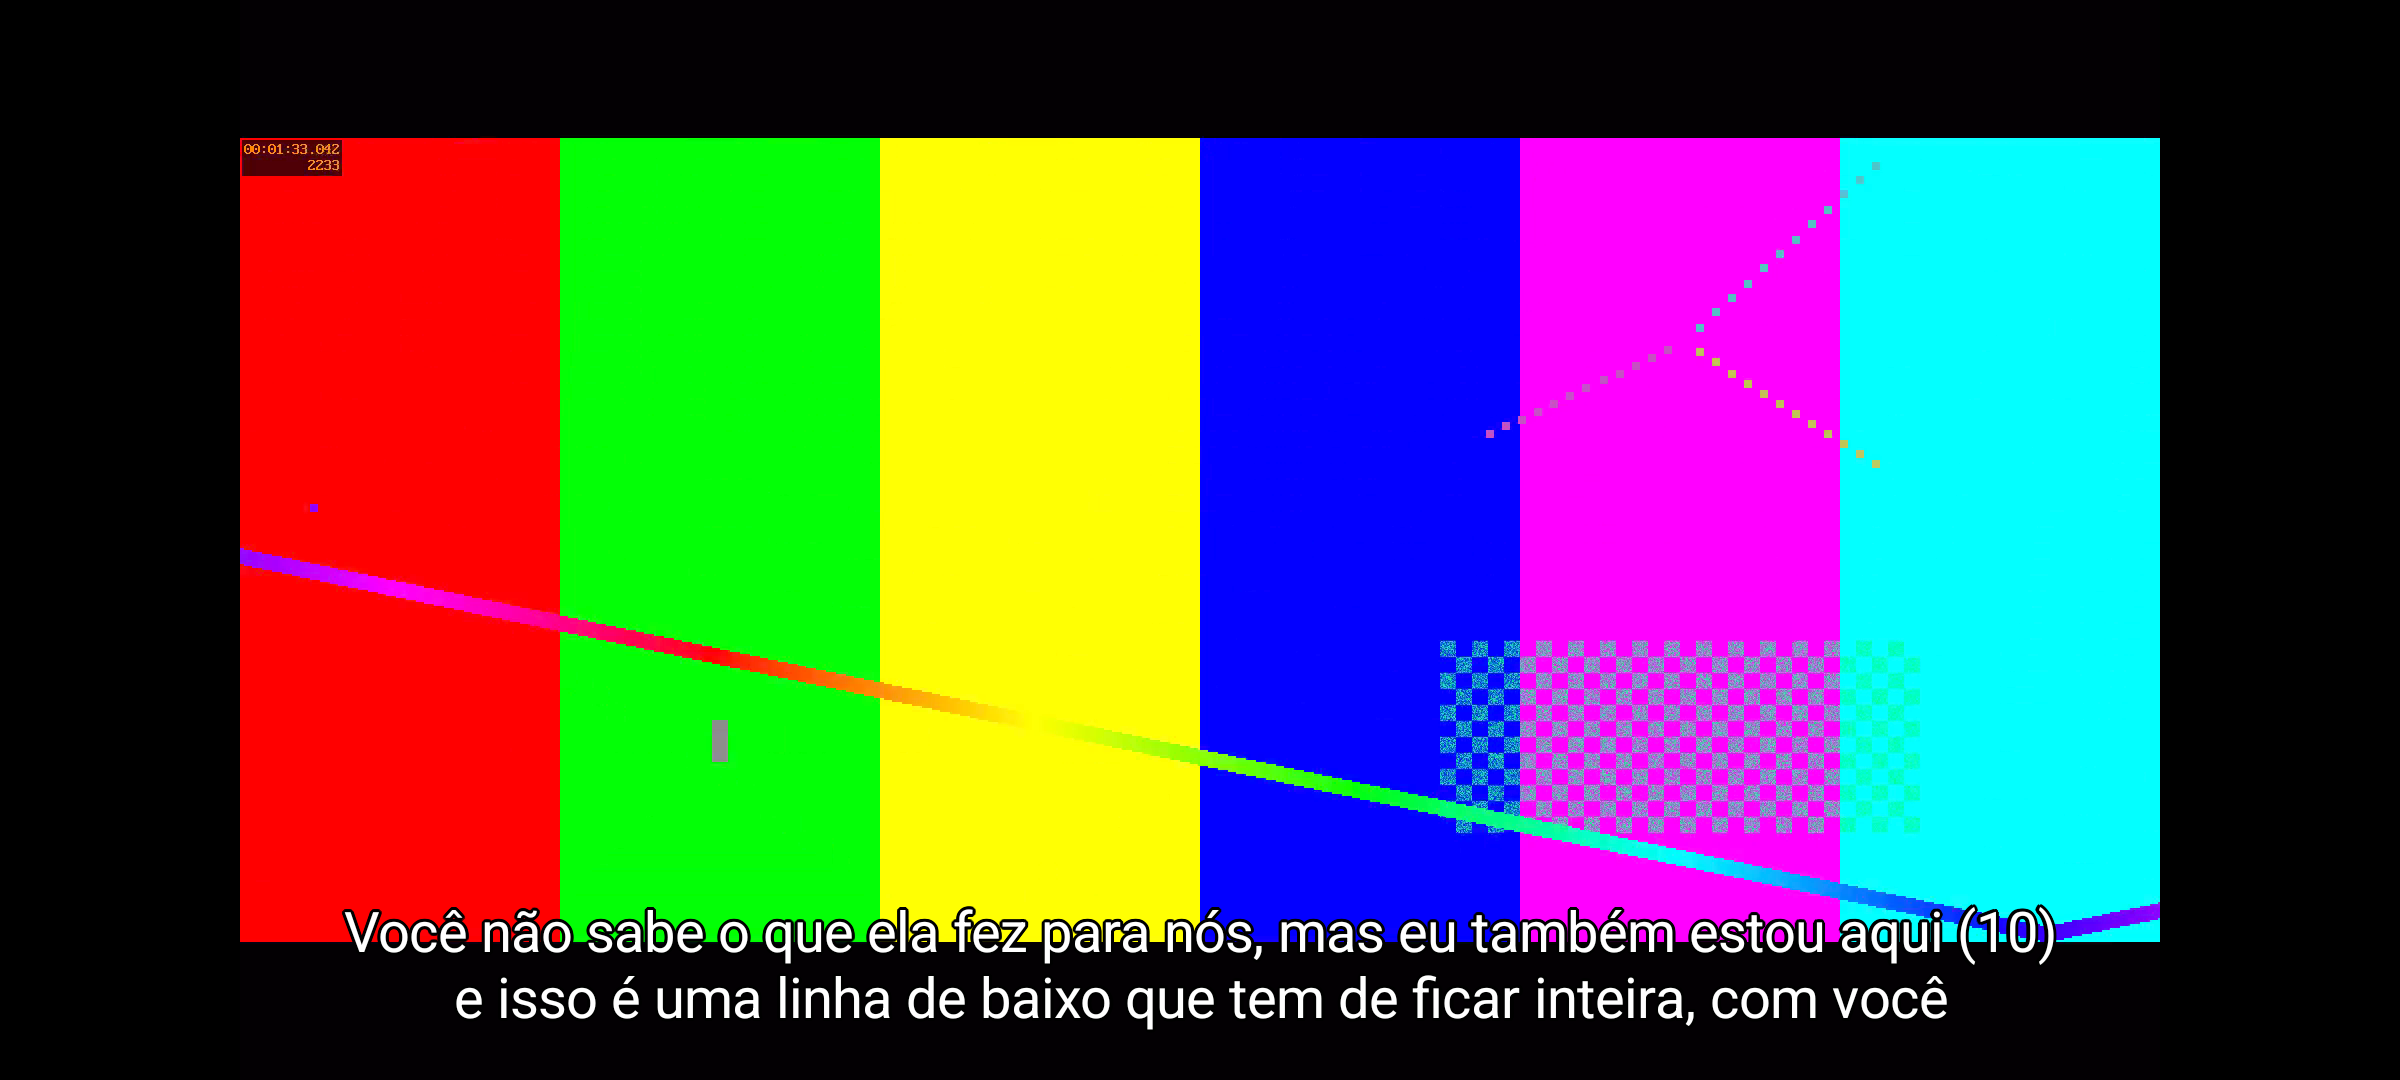 00:01:33.042
2233
Você não sabe o que ela fez para nós, mas eu também estou aqui (10)
e isso é uma linha de baixo que tem de ficar inteira, com você